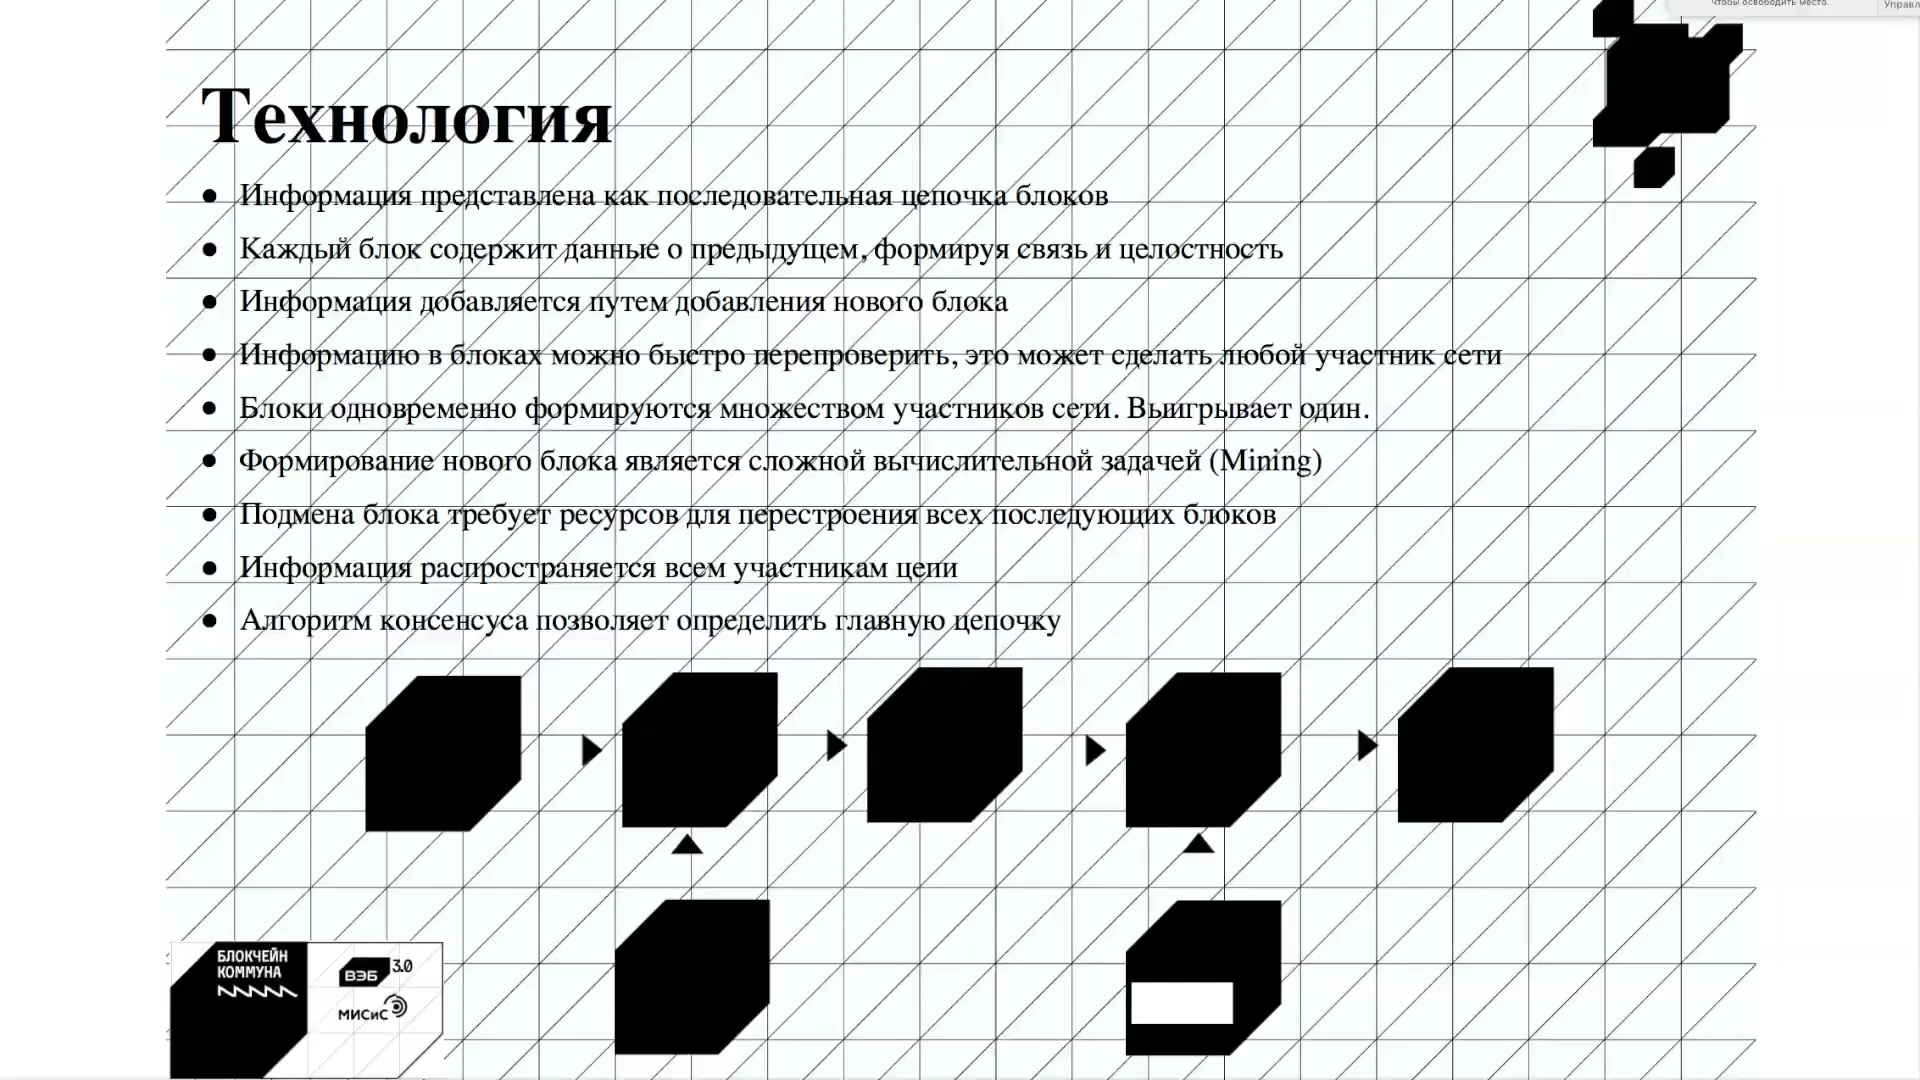 чтобы освободить место.
Технология
● Информация представлена как последовательная цепочка блоков
● Каждый блок содержит данные о предыдущем, формируя связь и целостность
● Информация добавляется путем добавления нового блока
● Информацию в блоках можно быстро перепроверить, это может сделать любой участник сети
● Блоки одновременно формируются множеством участников сети. Выигрывает один.
● Формирование нового блока является сложной вычислительной задачей (Mining)
● Подмена блока требует ресурсов для перестроения всех последующих блоков
● Информация распространяется всем участникам цепи
● Алгоритм консенсуса позволяет определить главную цепочку
БЛОКЧЕЙН
КОММУНА
ВЭБ 3.0
МИСиС